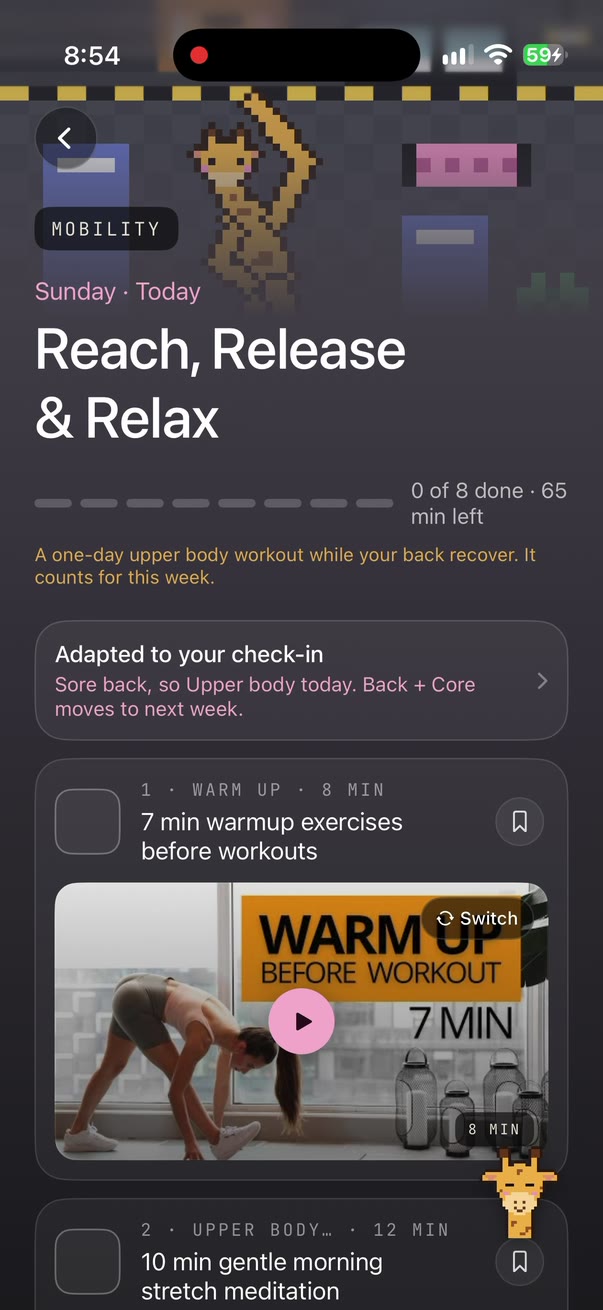 8:54
59
MOBILITY
Sunday · Today
Reach, Release
& Relax
0 of 8 done · 65
min left
A one-day upper body workout while your back recover. It
counts for this week.
Adapted to your check-in
Sore back, so Upper body today. Back + Core
moves to next week.
1 · WARM UP · 8 MIN
7 min warmup exercises
before workouts
Switch
WARM UP
BEFORE WORKOUT
7 MIN
8 MIN
2 · UPPER BODY… · 12 MIN
10 min gentle morning
stretch meditation